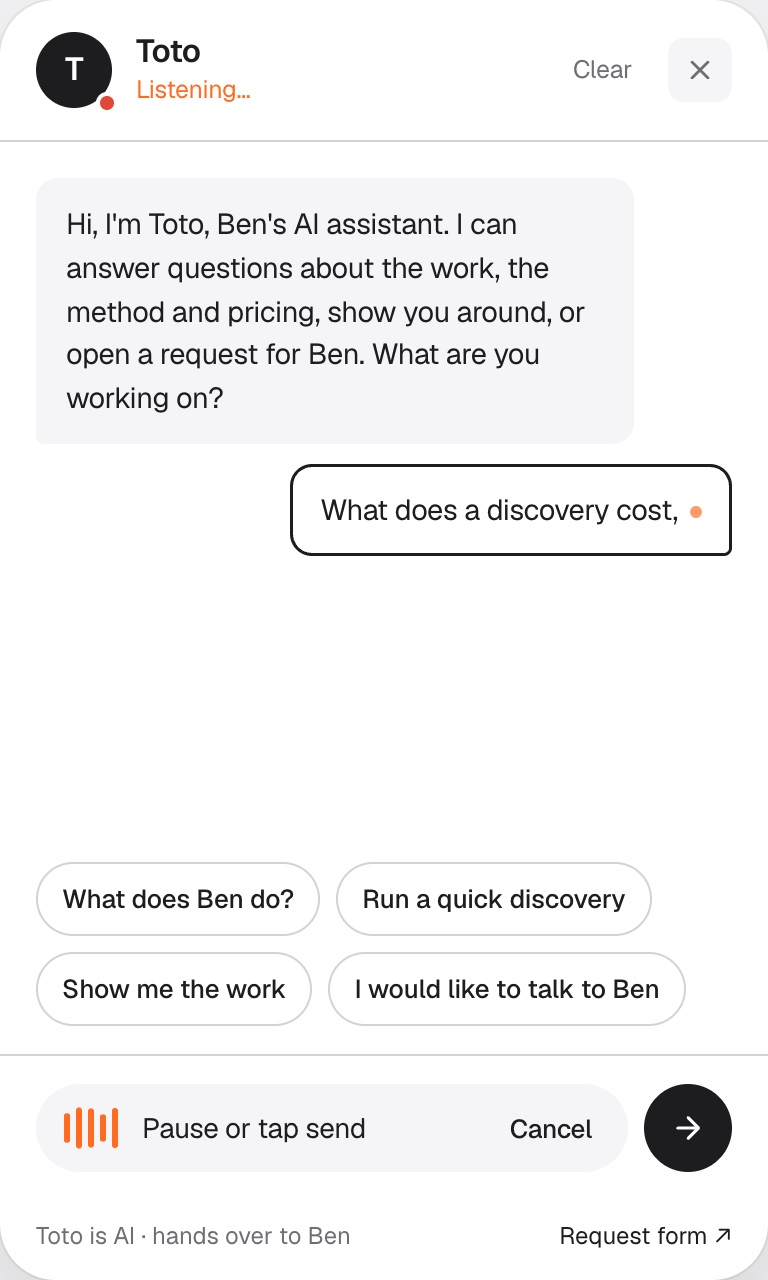 T
Toto
Listening...
Clear
Hi, I'm Toto, Ben's AI assistant. I can
answer questions about the work, the
method and pricing, show you around, or
open a request for Ben. What are you
working on?
What does a discovery cost,
What does Ben do?
Run a quick discovery
Show me the work
I would like to talk to Ben
Pause or tap send
Cancel
Toto is AI · hands over to Ben
Request form ↗